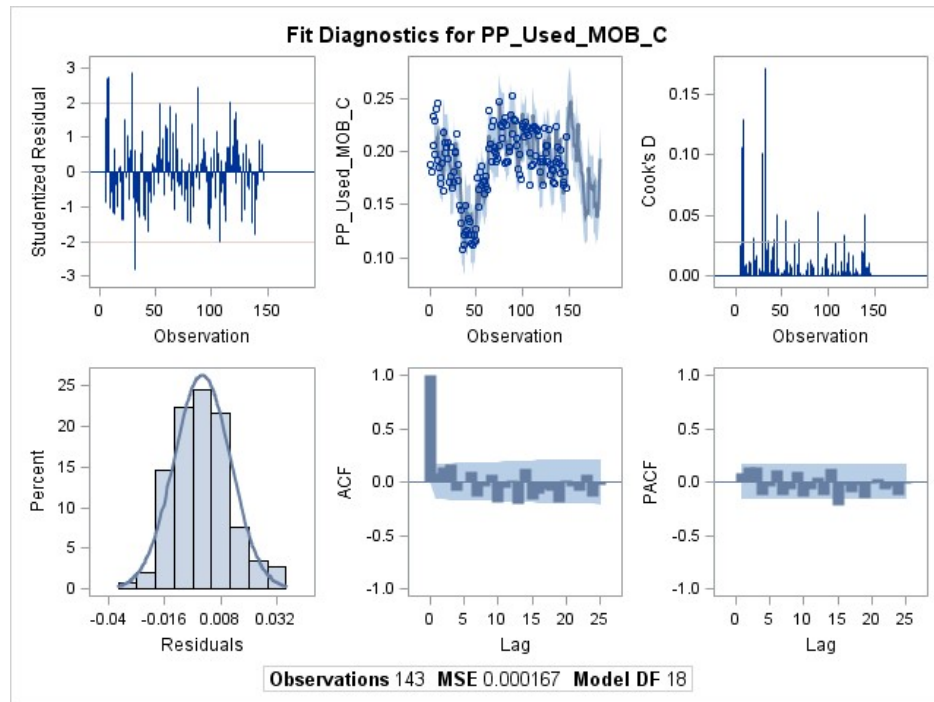 Fit Diagnostics for PP_Used_MOB_C
Studentized Residual
3
2
1
0
-1
-2
-3
0 50 100 150
Observation
PP_Used_MOB_C
0.25
0.20
0.15
0.10
0 50 100 150
Observation
Cook's D
0.15
0.10
0.05
0.00
0 50 100 150
Observation
Percent
25
20
15
10
5
0
-0.04 -0.016 0.008 0.032
Residuals
ACF
1.0
0.5
0.0
-0.5
-1.0
0 5 10 15 20 25
Lag
PACF
1.0
0.5
0.0
-0.5
-1.0
0 5 10 15 20 25
Lag
Observations 143 MSE 0.000167 Model DF 18